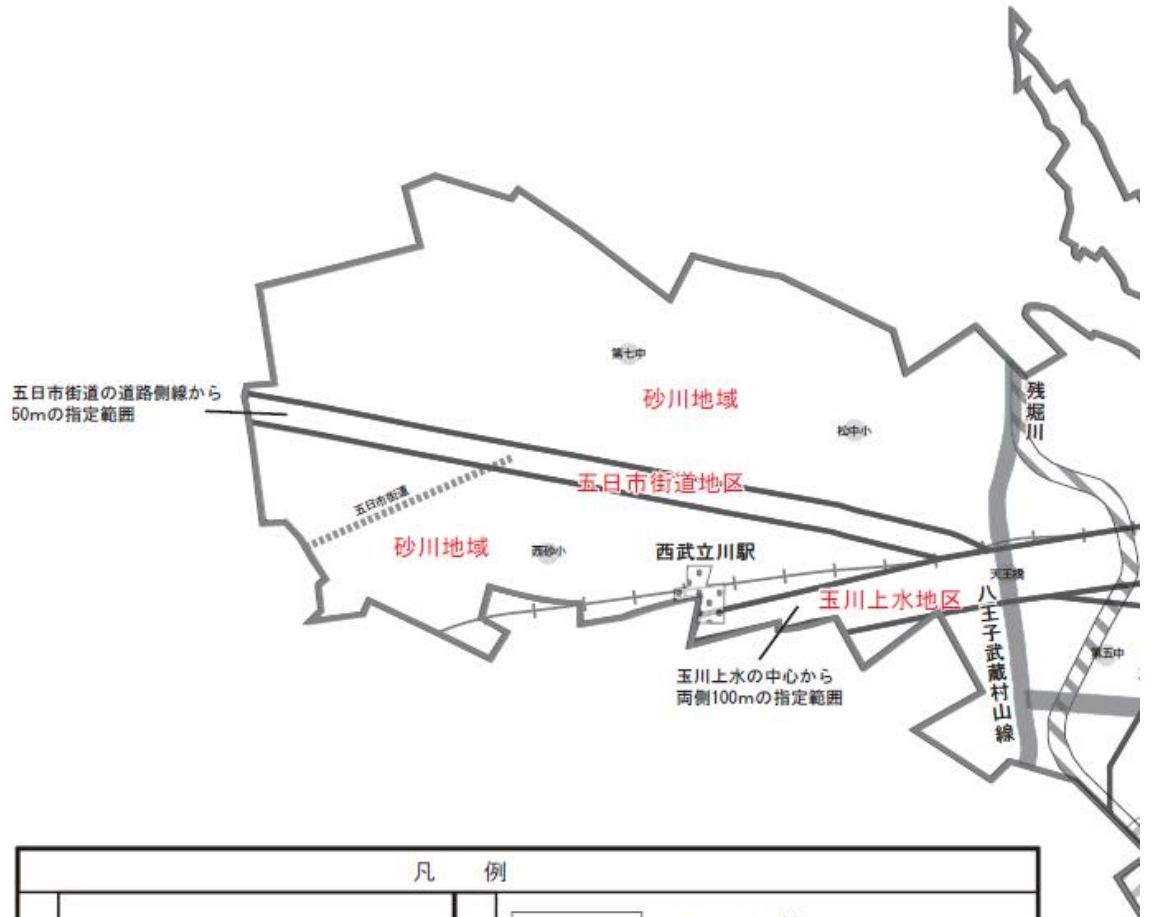 第七中
砂川地域
松中小
残堀川
五日市街道の道路側線から
50mの指定範囲
五日市街道地区
五日市街道
砂川地域
西砂小
西武立川駅
天王橋
玉川上水地区
八王子武蔵村山線
第五中
玉川上水の中心から
両側100mの指定範囲
凡 例